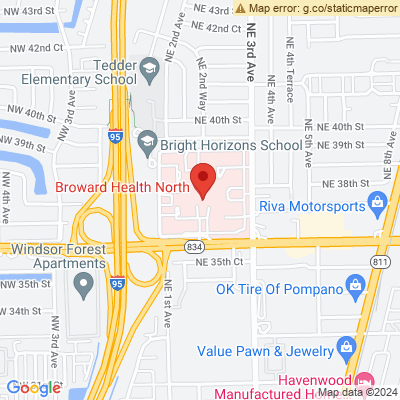 Map error: g.co/staticmaperror
NW 43rd Ct
NE 43rd St
NW 42nd Ct
NE 42nd St
NE 2nd Ave
NE 2nd Way
NE 3rd Ave
NE 4th Terrace
NE 4th Ave
NE 5th Ave
NE 8th Ave
Tedder
Elementary School
NW 40th St
NE 40th St
NE 40th Ct
NW 3rd Ave
NW 39th Ct
NE 39th St
95
Bright Horizons School
Broward Health North
NE 38th St
NW 4th Ave
Riva Motorsports
834
811
Windsor Forest
Apartments
NE 35th Ct
NW 35th St
95
OK Tire Of Pompano
NE 1st Ave
NW 34th St
NW 3rd Ave
Value Pawn & Jewelry
Havenwood
Manufactured Ho
Google
Map data ©2024